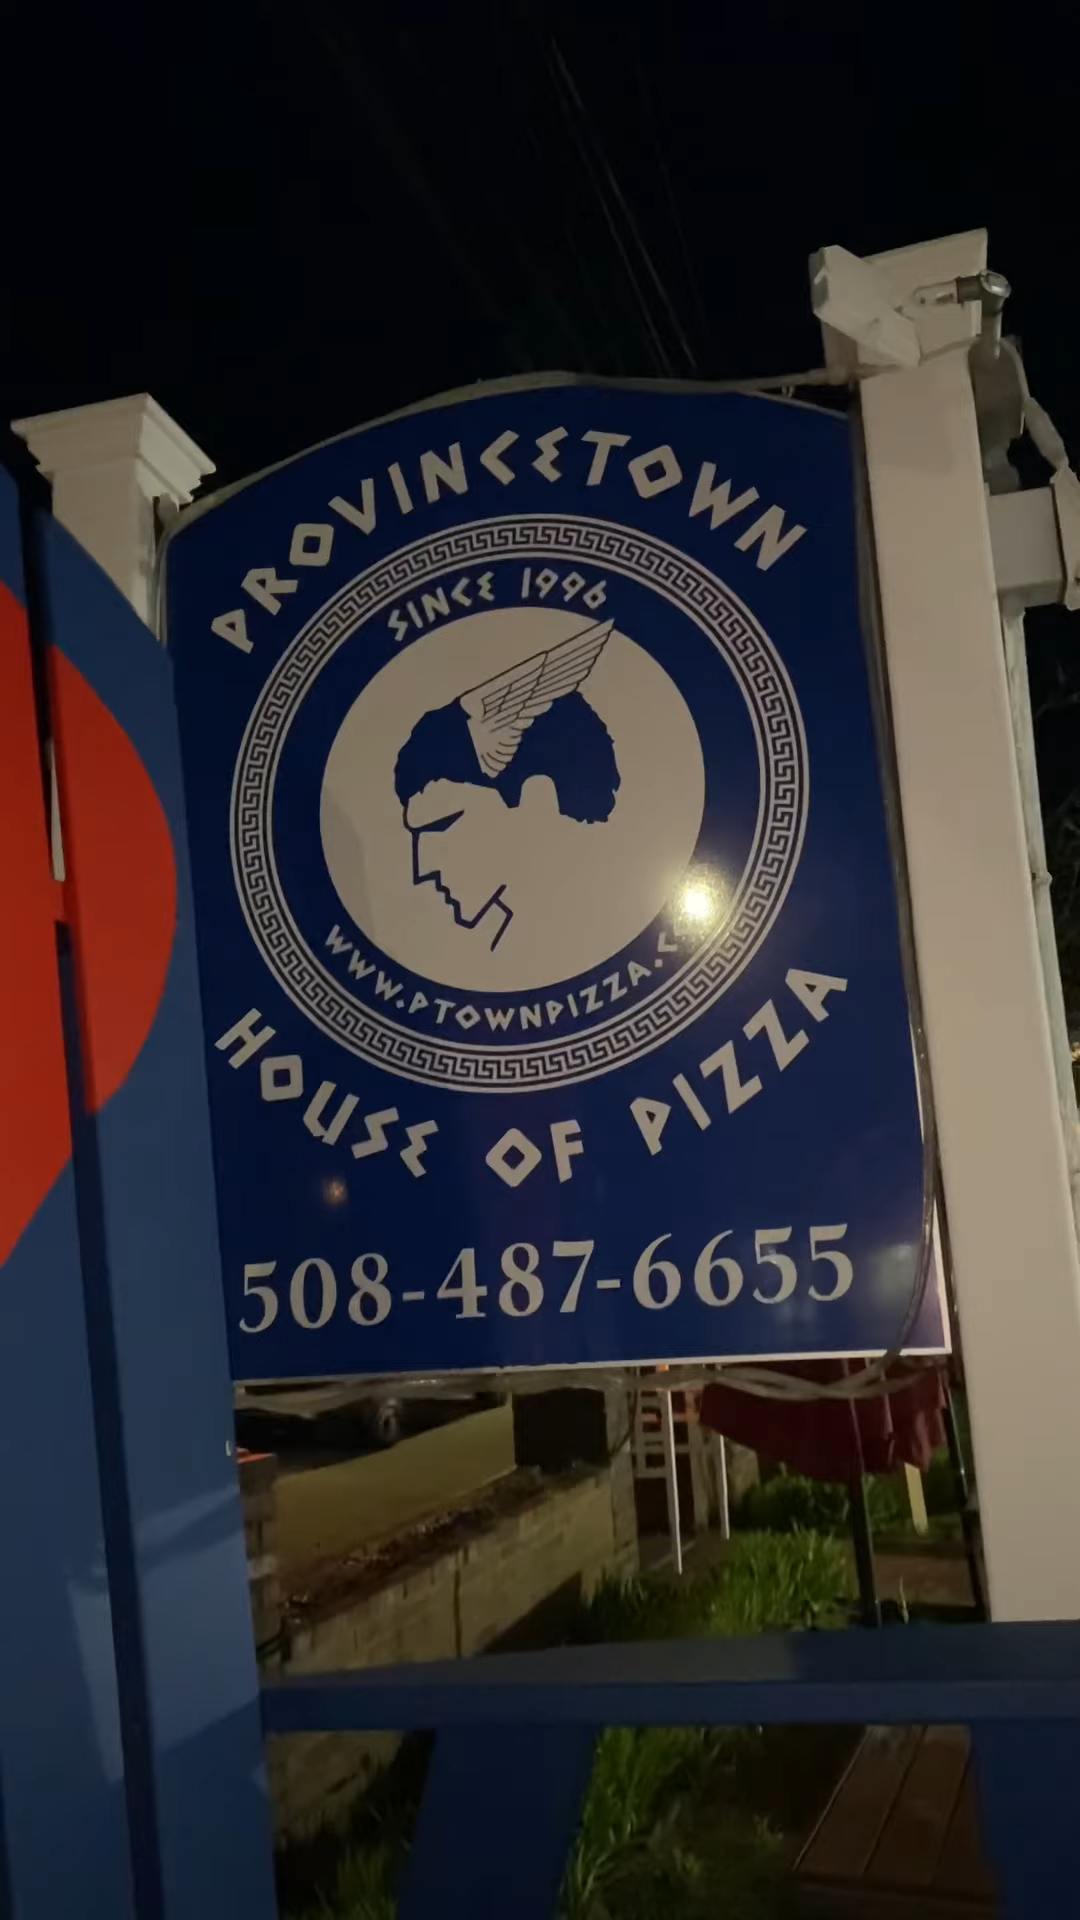 PROVINCETOWN
SINCE 1996
WWW.PTOWNPIZZA.C
HOUSE OF PIZZA
508-487-6655